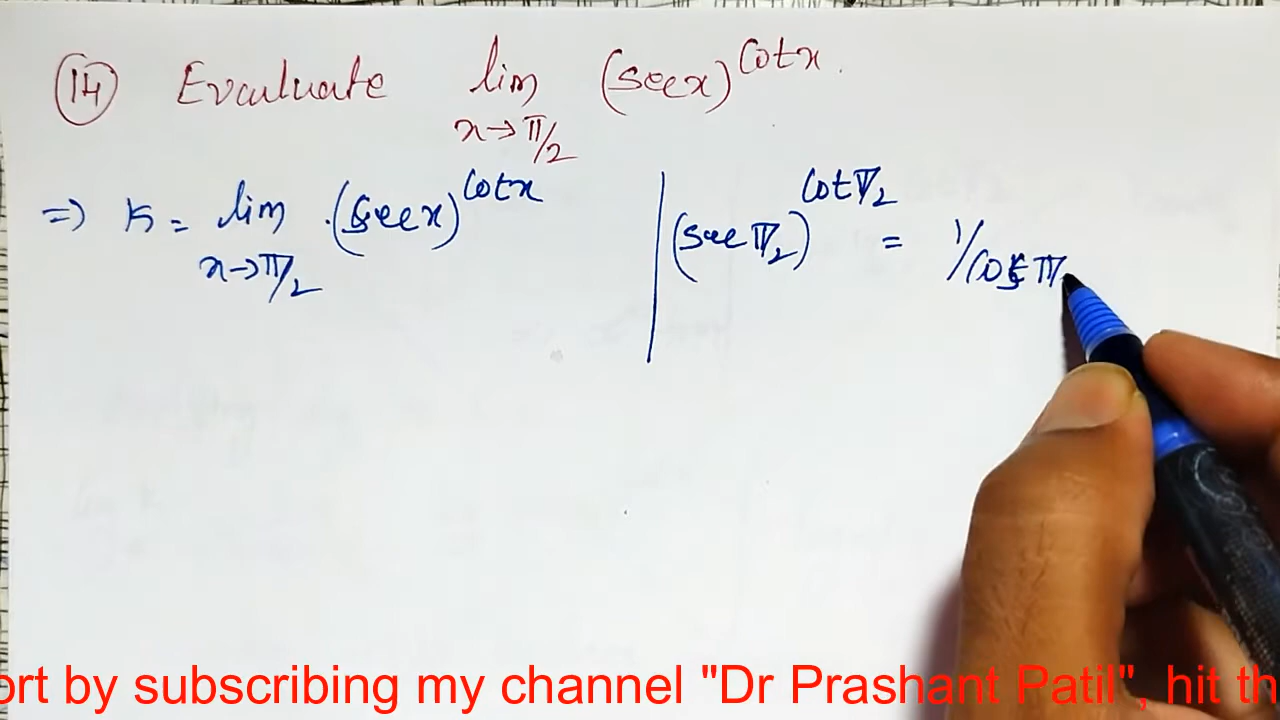 14 Evaluate lim (secx)^cotx.
x→π/2
⇒ K = lim (secx)^cotx
x→π/2
(sec π/2)^cot π/2 = 1/cos π
ort by subscribing my channel "Dr Prashant Patil", hit th